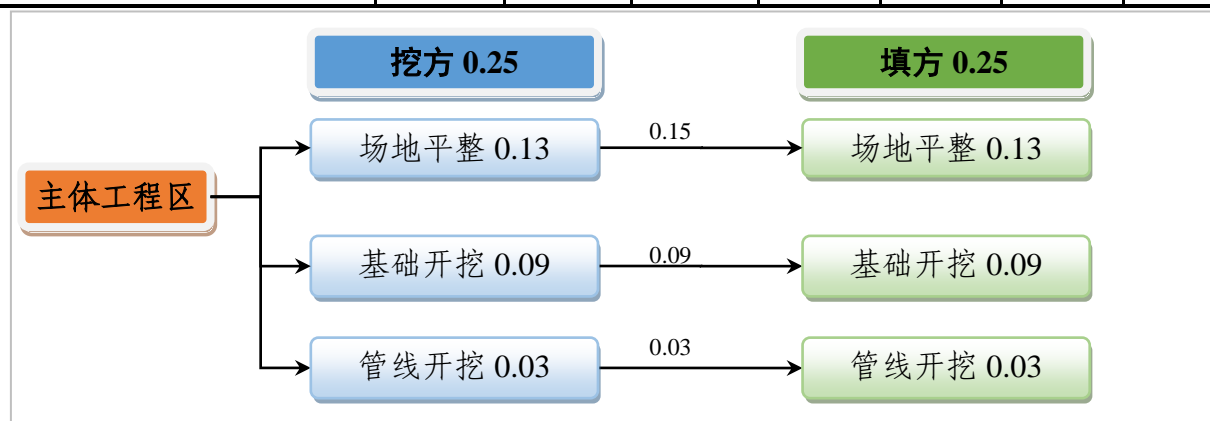 挖方 0.25
填方 0.25
场地平整 0.13
0.15
场地平整 0.13
主体工程区
基础开挖 0.09
0.09
基础开挖 0.09
管线开挖 0.03
0.03
管线开挖 0.03